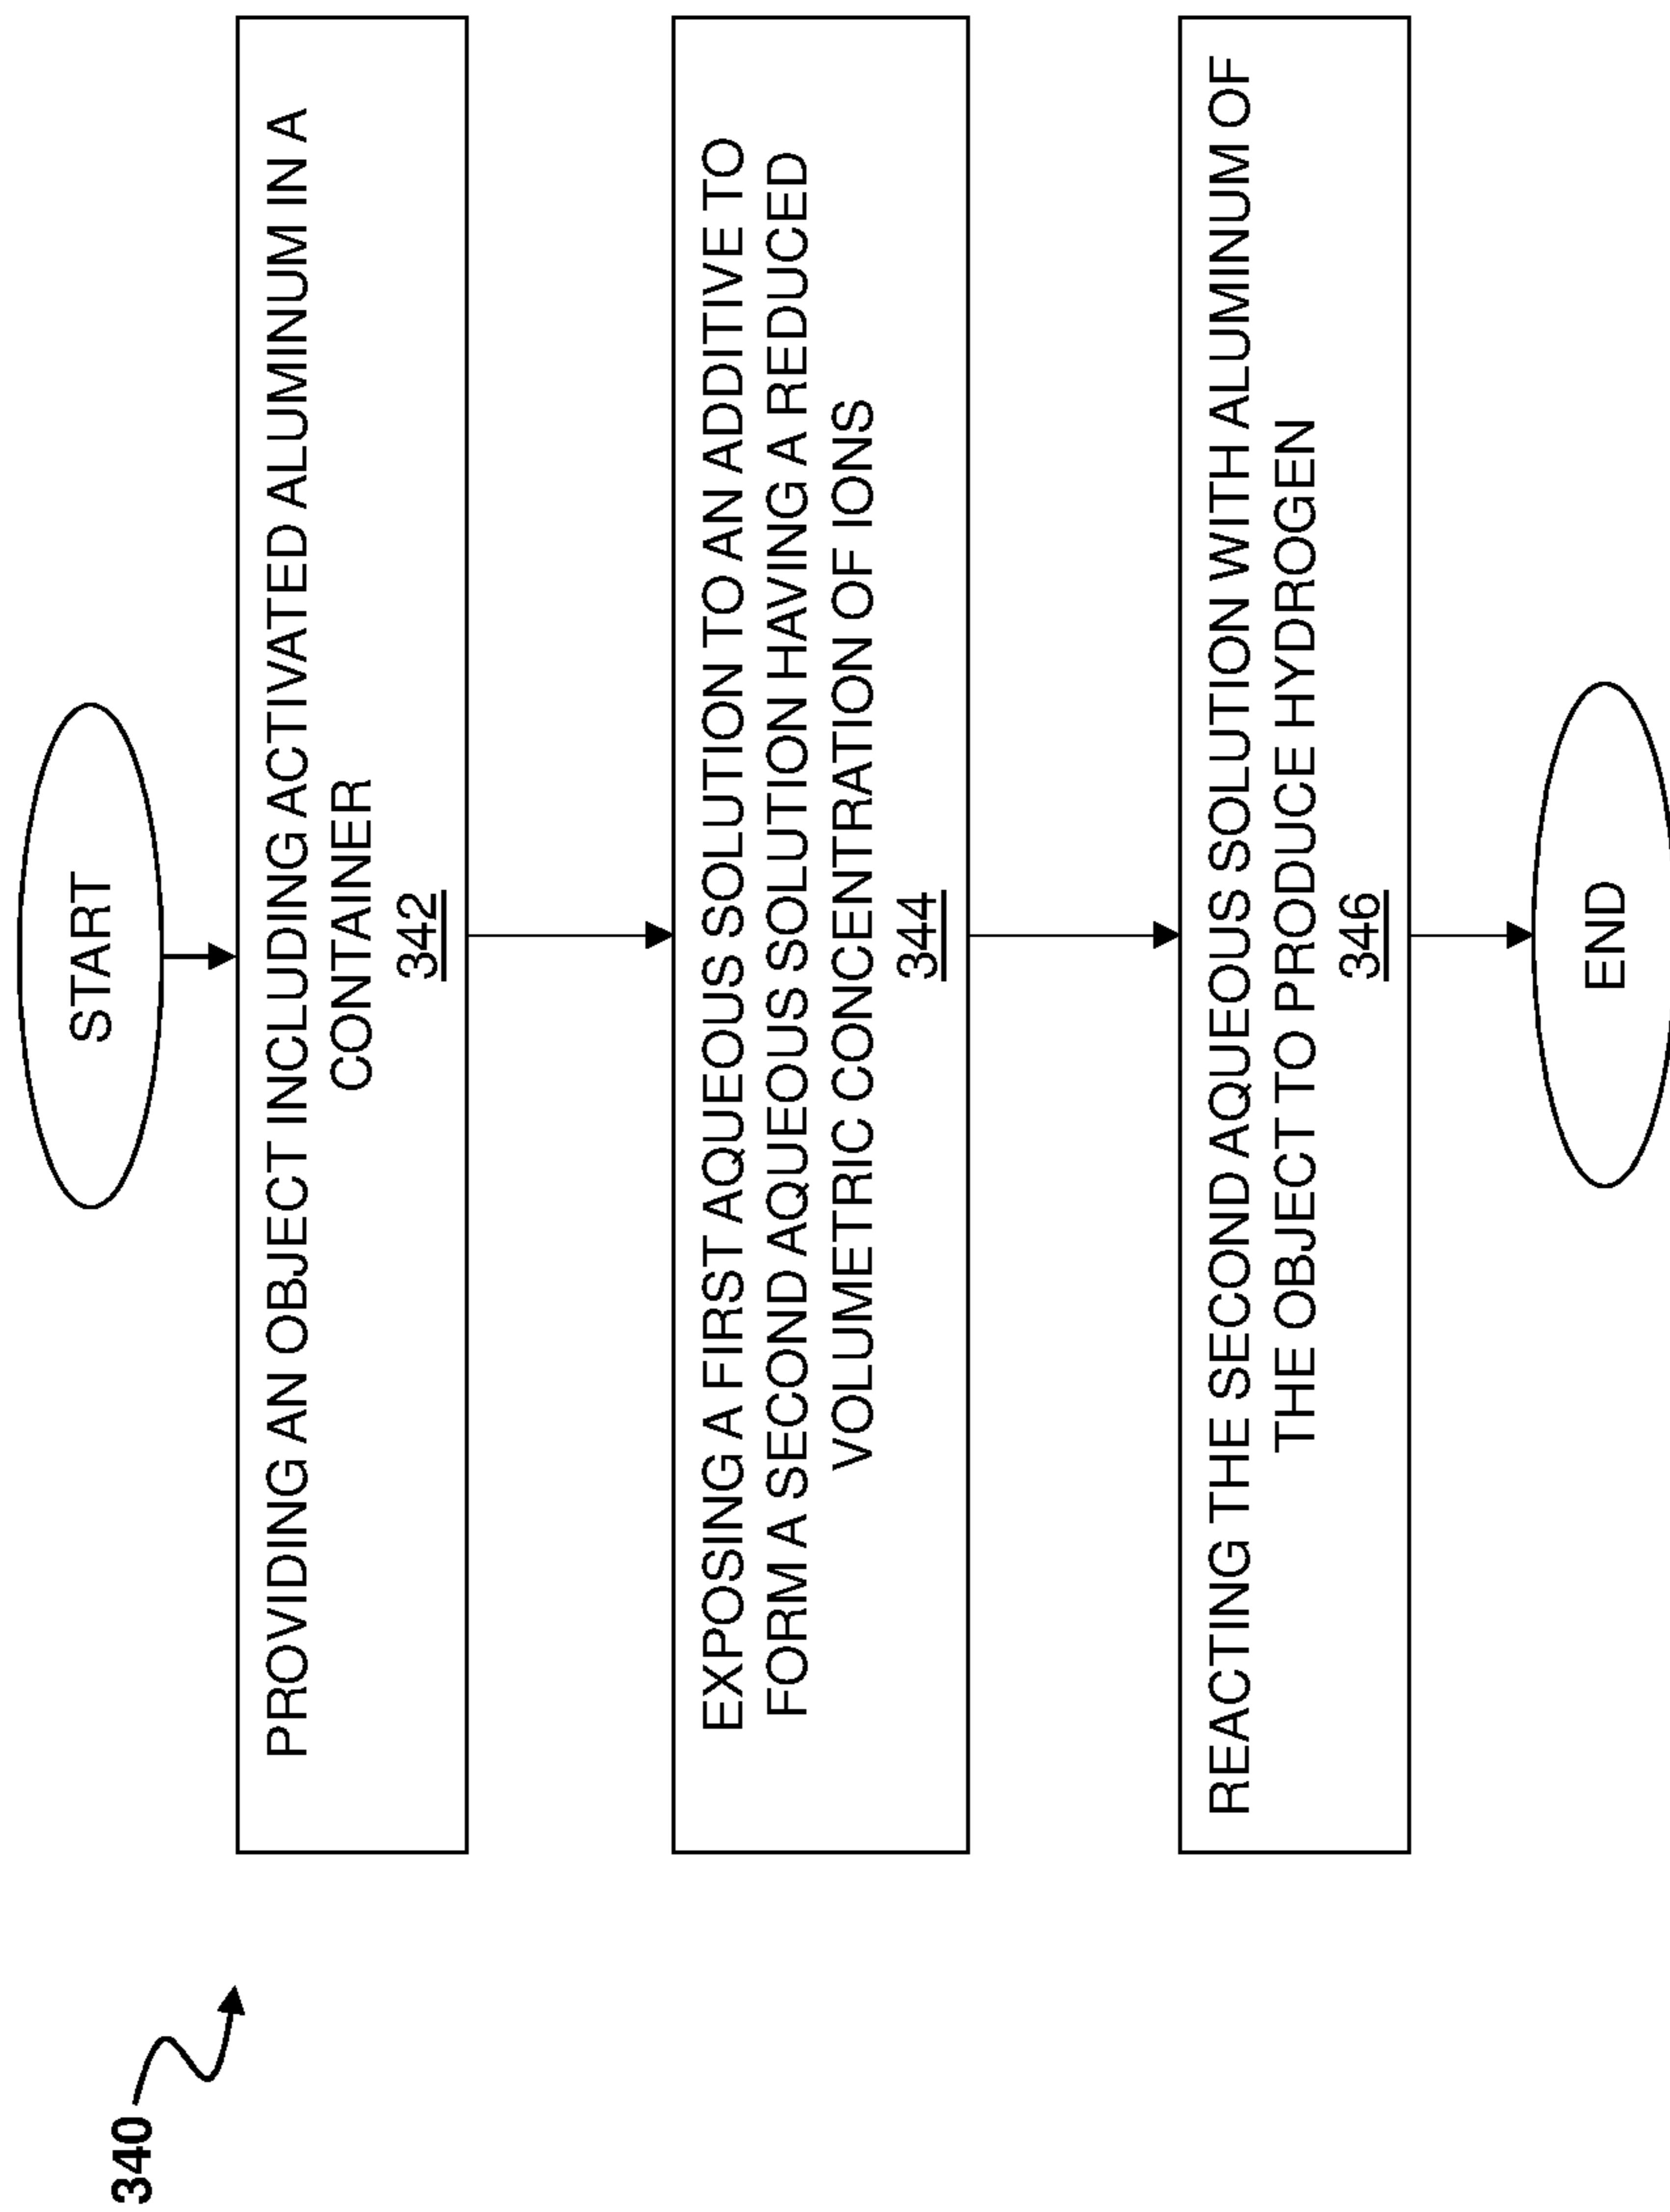 340
START
PROVIDING AN OBJECT INCLUDING ACTIVATED ALUMINUM IN A
CONTAINER
342
EXPOSING A FIRST AQUEOUS SOLUTION TO AN ADDITIVE TO
FORM A SECOND AQUEOUS SOLUTION HAVING A REDUCED
VOLUMETRIC CONCENTRATION OF IONS
344
REACTING THE SECOND AQUEOUS SOLUTION WITH ALUMINUM OF
THE OBJECT TO PRODUCE HYDROGEN
346
END